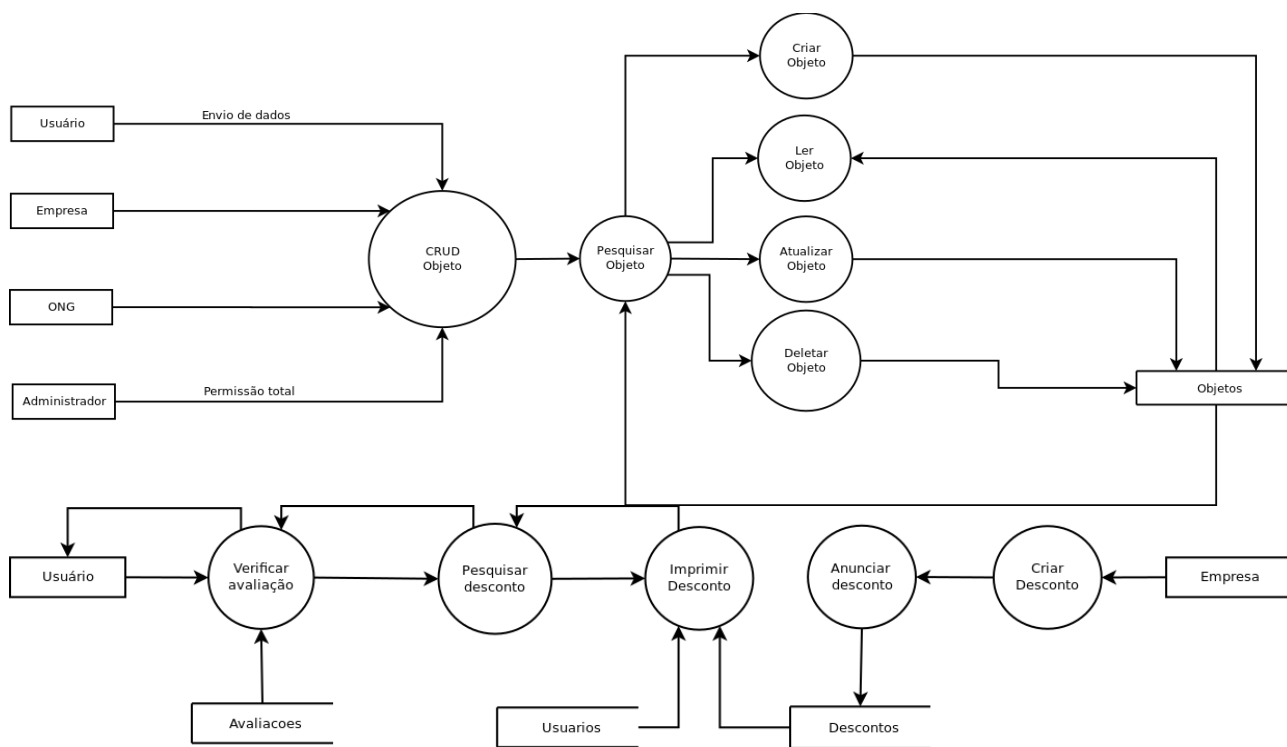 Criar
Objeto
Usuário
Envio de dados
Ler
Objeto
Empresa
CRUD
Objeto
Pesquisar
Objeto
Atualizar
Objeto
ONG
Deletar
Objeto
Administrador
Permissão total
Objetos
Usuário
Verificar
avaliação
Pesquisar
desconto
Imprimir
Desconto
Anunciar
desconto
Criar
Desconto
Empresa
Avaliacoes
Usuarios
Descontos